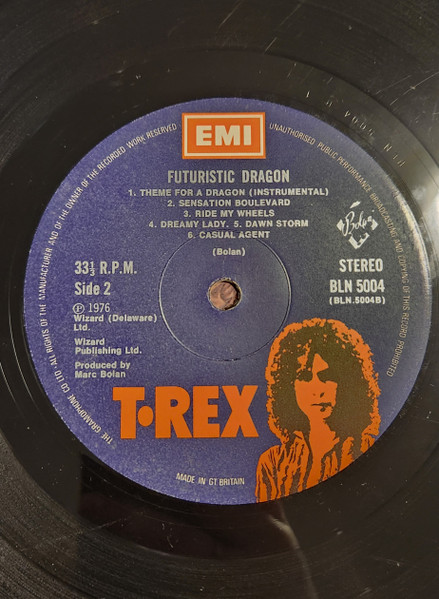 EMI
FUTURISTIC DRAGON
1. THEME FOR A DRAGON (INSTRUMENTAL)
2. SENSATION BOULEVARD
3. RIDE MY WHEELS
4. DREAMY LADY. 5. DAWN STORM
6. CASUAL AGENT
(Bolan)
33⅓ R.P.M.
Side 2
Ⓟ 1976
Wizard (Delaware)
Ltd.
Wizard
Publishing Ltd.
Produced by
Marc Bolan
STEREO
BLN 5004
(BLN.5004B)
T•REX
MADE IN GT BRITAIN
THE GRAMOPHONE CO LTD ALL RIGHTS OF THE MANUFACTURER AND OF THE OWNER OF THE RECORDED WORK RESERVED
UNAUTHORISED PUBLIC PERFORMANCE BROADCASTING AND COPYING OF THIS RECORD PROHIBITED